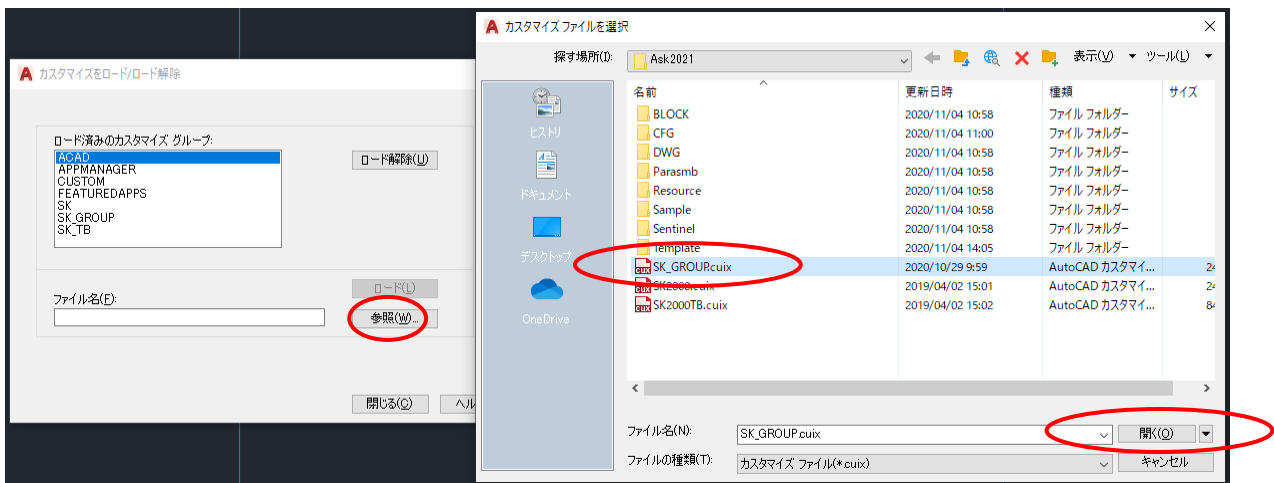 カスタマイズをロード/ロード解除
ロード済みのカスタマイズ グループ:
ACAD
APPMANAGER
CUSTOM
FEATUREDAPPS
SK
SK_GROUP
SK_TB
ロード解除(U)
ロード(L)
ファイル名(F):
参照(W)...
閉じる(C)
ヘル
カスタマイズ ファイルを選択
探す場所(I):
Ask2021
表示(V)
ツール(L)
ヒストリ
ドキュメント
デスクトップ
OneDrive
名前 更新日時 種類 サイズ
BLOCK 2020/11/04 10:58 ファイル フォルダー
CFG 2020/11/04 11:00 ファイル フォルダー
DWG 2020/11/04 10:58 ファイル フォルダー
Parasmb 2020/11/04 10:58 ファイル フォルダー
Resource 2020/11/04 10:58 ファイル フォルダー
Sample 2020/11/04 10:58 ファイル フォルダー
Sentinel 2020/11/04 10:58 ファイル フォルダー
Template 2020/11/04 14:05 ファイル フォルダー
SK_GROUP.cuix 2020/10/29 9:59 AutoCAD カスタマイ... 24
SK2000.cuix 2019/04/02 15:01 AutoCAD カスタマイ... 24
SK2000TB.cuix 2019/04/02 15:02 AutoCAD カスタマイ... 84
ファイル名(N):
SK_GROUP.cuix
開く(O)
ファイルの種類(T):
カスタマイズ ファイル(*.cuix)
キャンセル